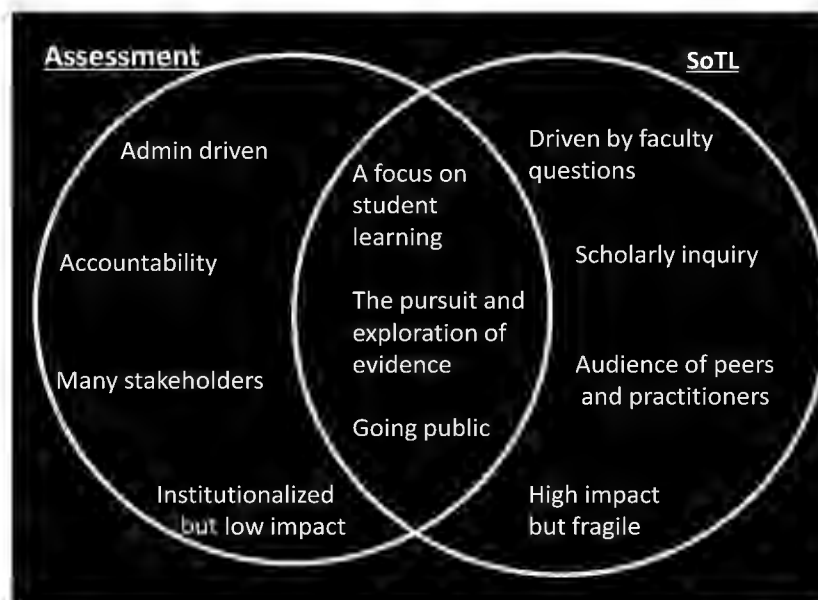 Assessment
Admin driven
Accountability
Many stakeholders
Institutionalized
but low impact
A focus on
student
learning
The pursuit and
exploration of
evidence
Going public
SoTL
Driven by faculty
questions
Scholarly inquiry
Audience of peers
and practitioners
High impact
but fragile